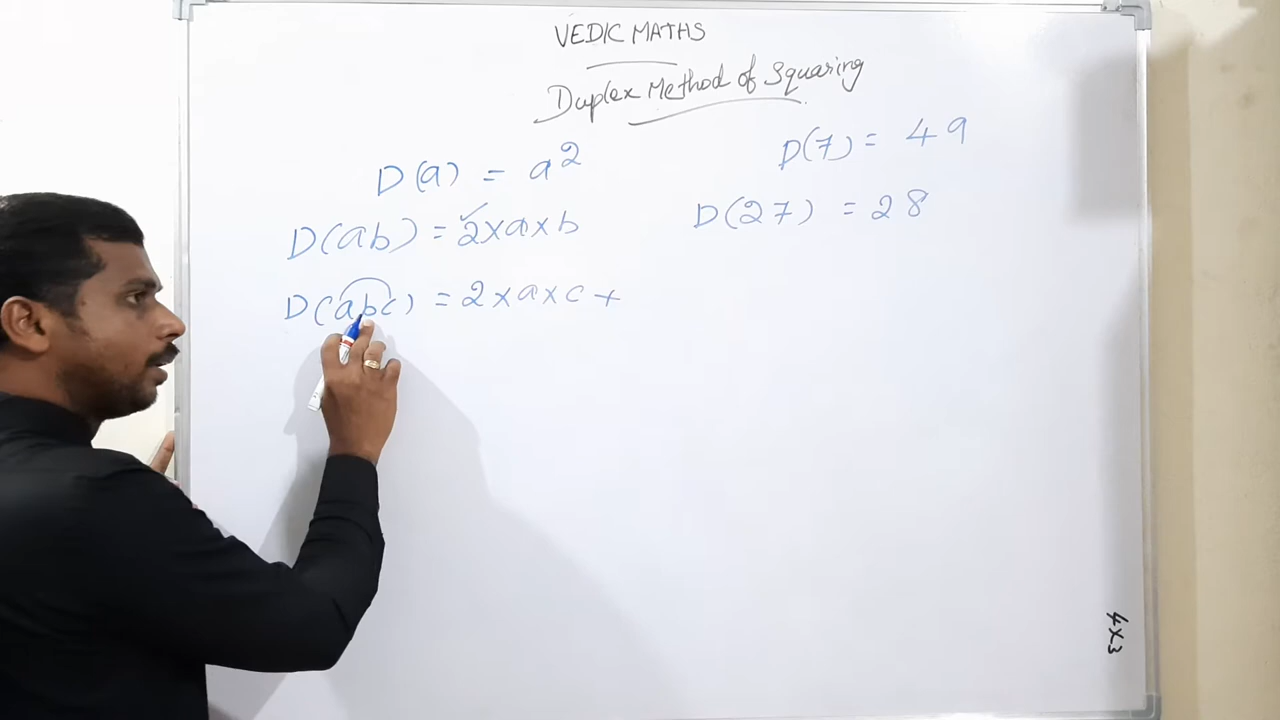 VEDIC MATHS
Duplex Method of Squaring
D(a) = a²
D(7) = 49
D(ab) = 2×a×b
D(27) = 28
D(abc) = 2×a×c +
4×3